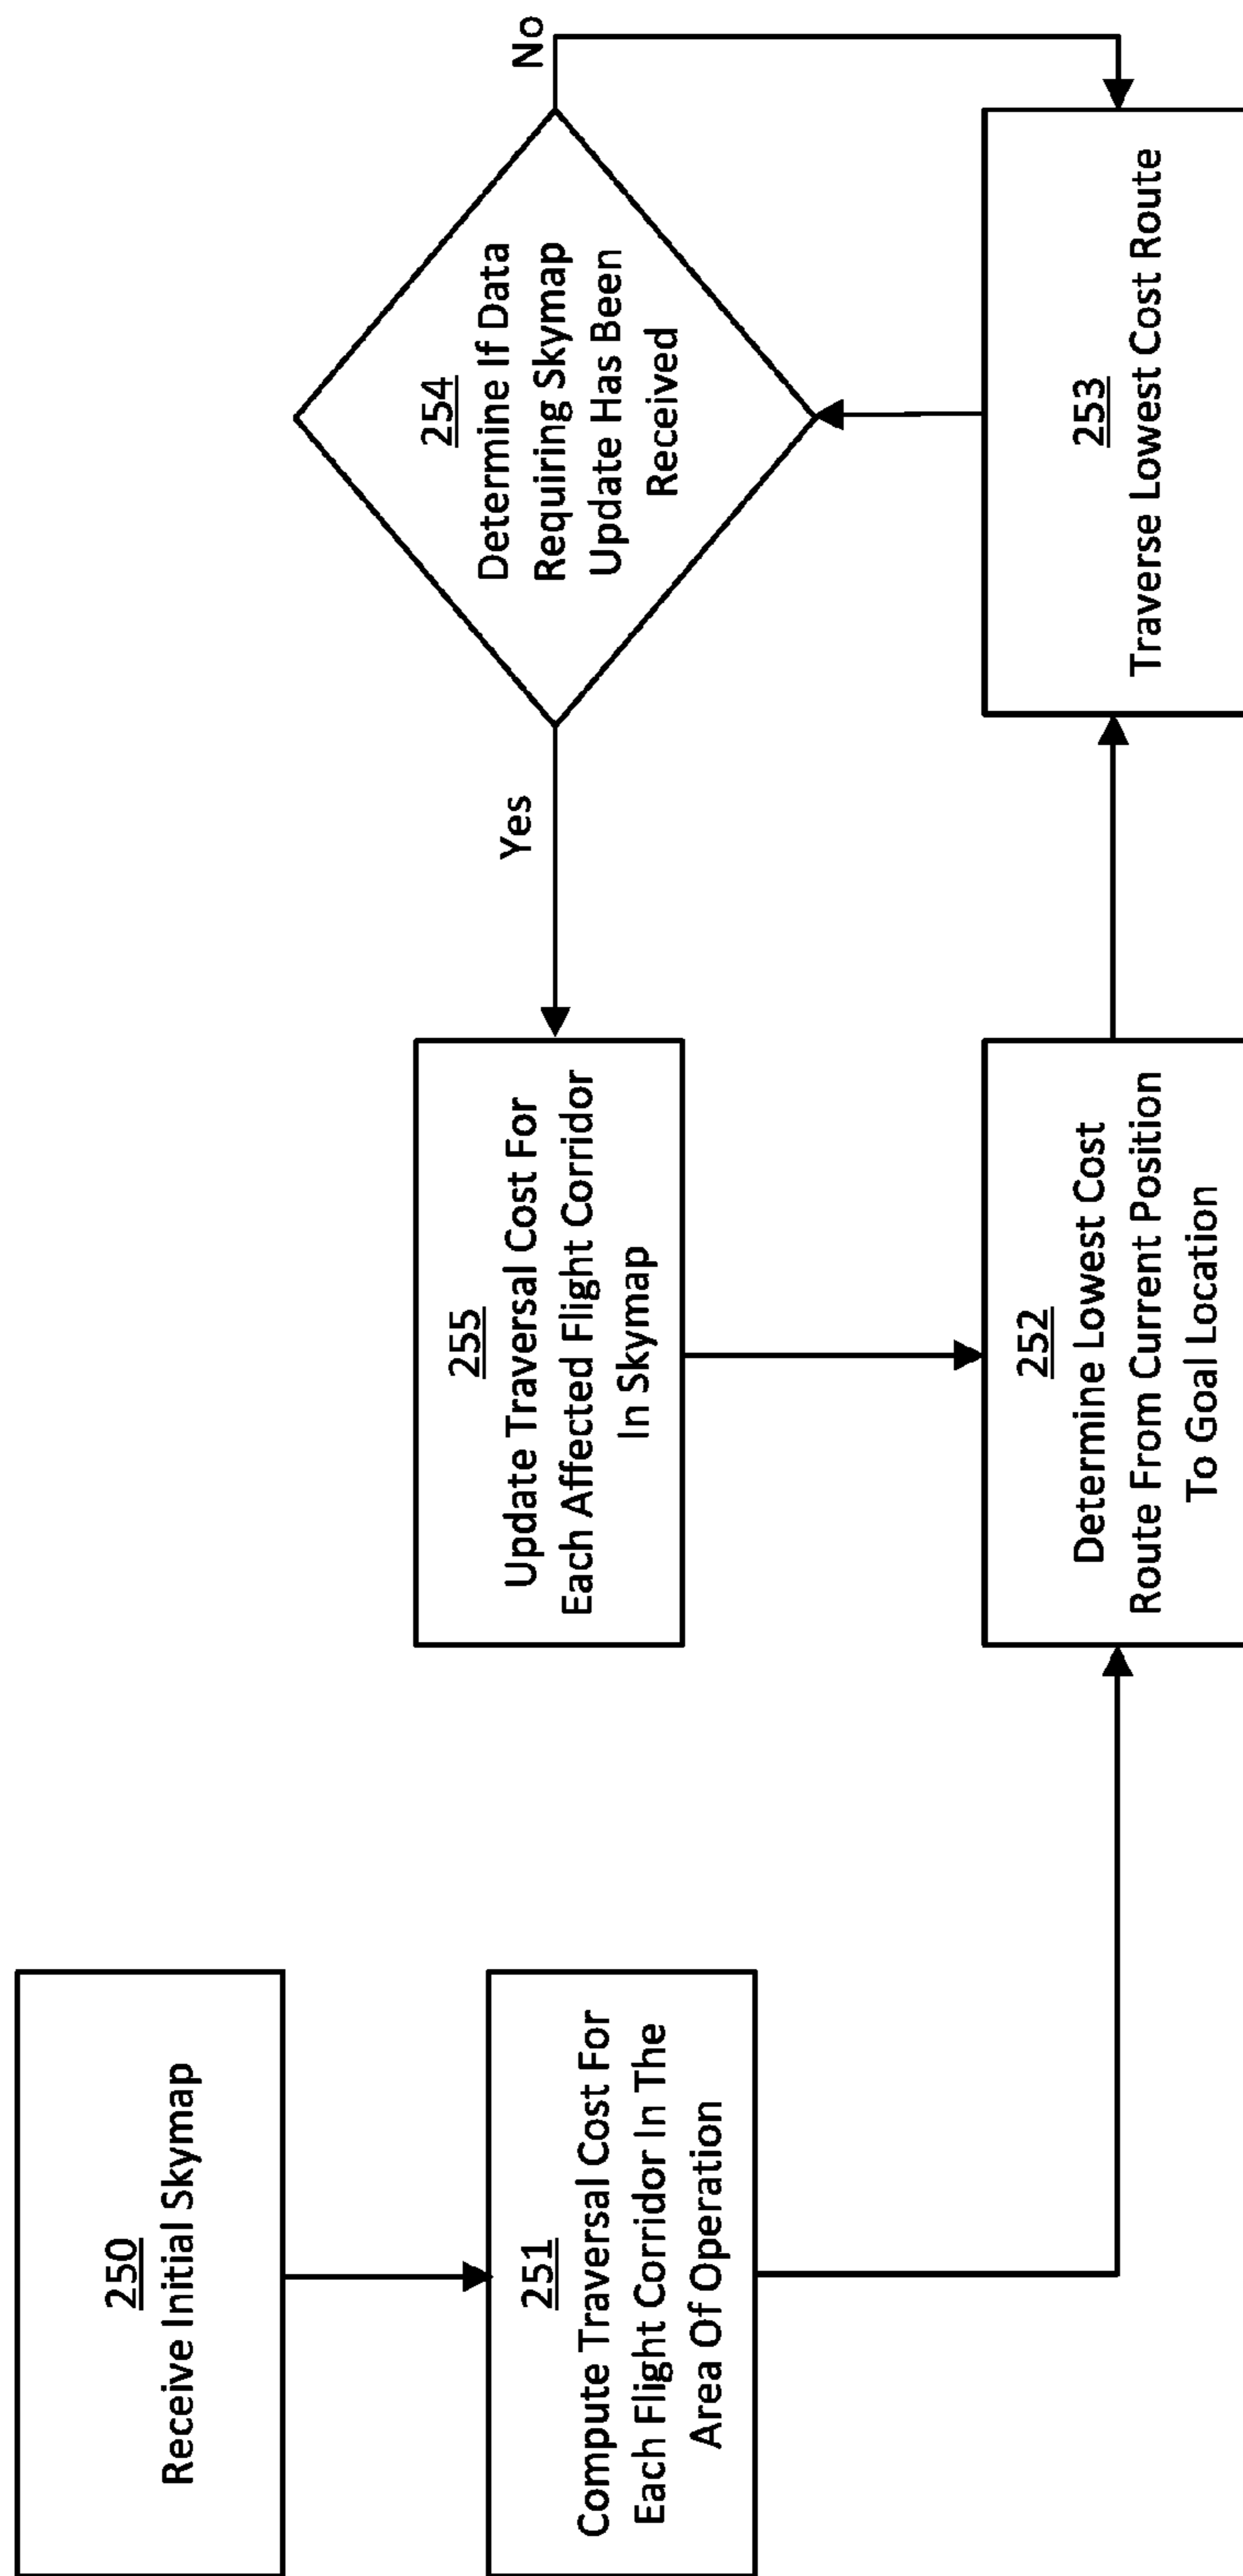 250
Receive Initial Skymap
251
Compute Traversal Cost For
Each Flight Corridor In The
Area Of Operation
255
Update Traversal Cost For
Each Affected Flight Corridor
In Skymap
252
Determine Lowest Cost
Route From Current Position
To Goal Location
Yes
254
Determine If Data
Requiring Skymap
Update Has Been
Received
No
253
Traverse Lowest Cost Route